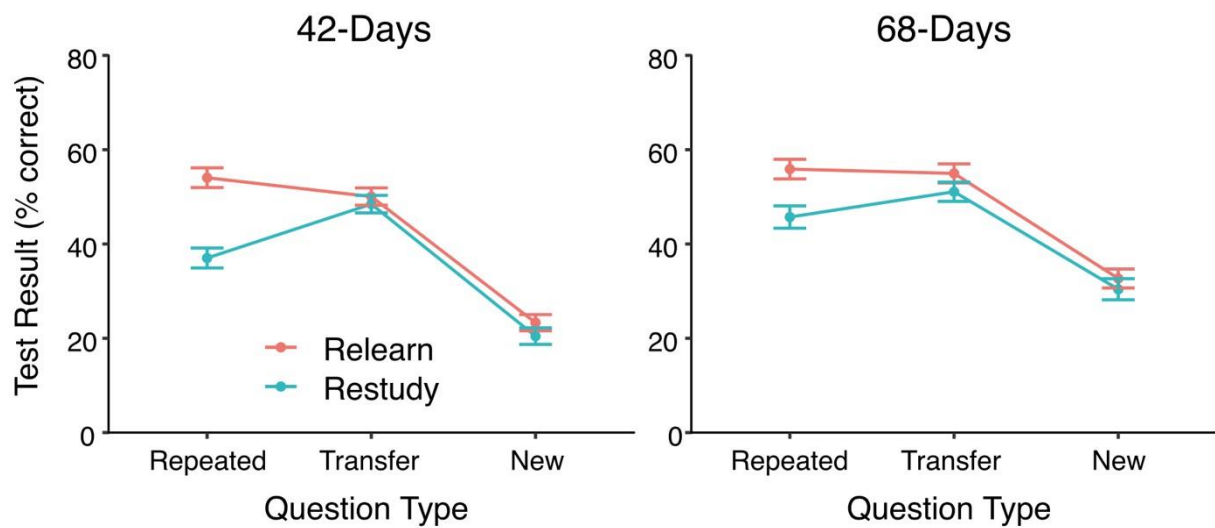 42-Days
68-Days
Test Result (% correct)
80
60
40
20
0
Relearn
Restudy
Repeated
Transfer
New
Question Type
80
60
40
20
0
Repeated
Transfer
New
Question Type